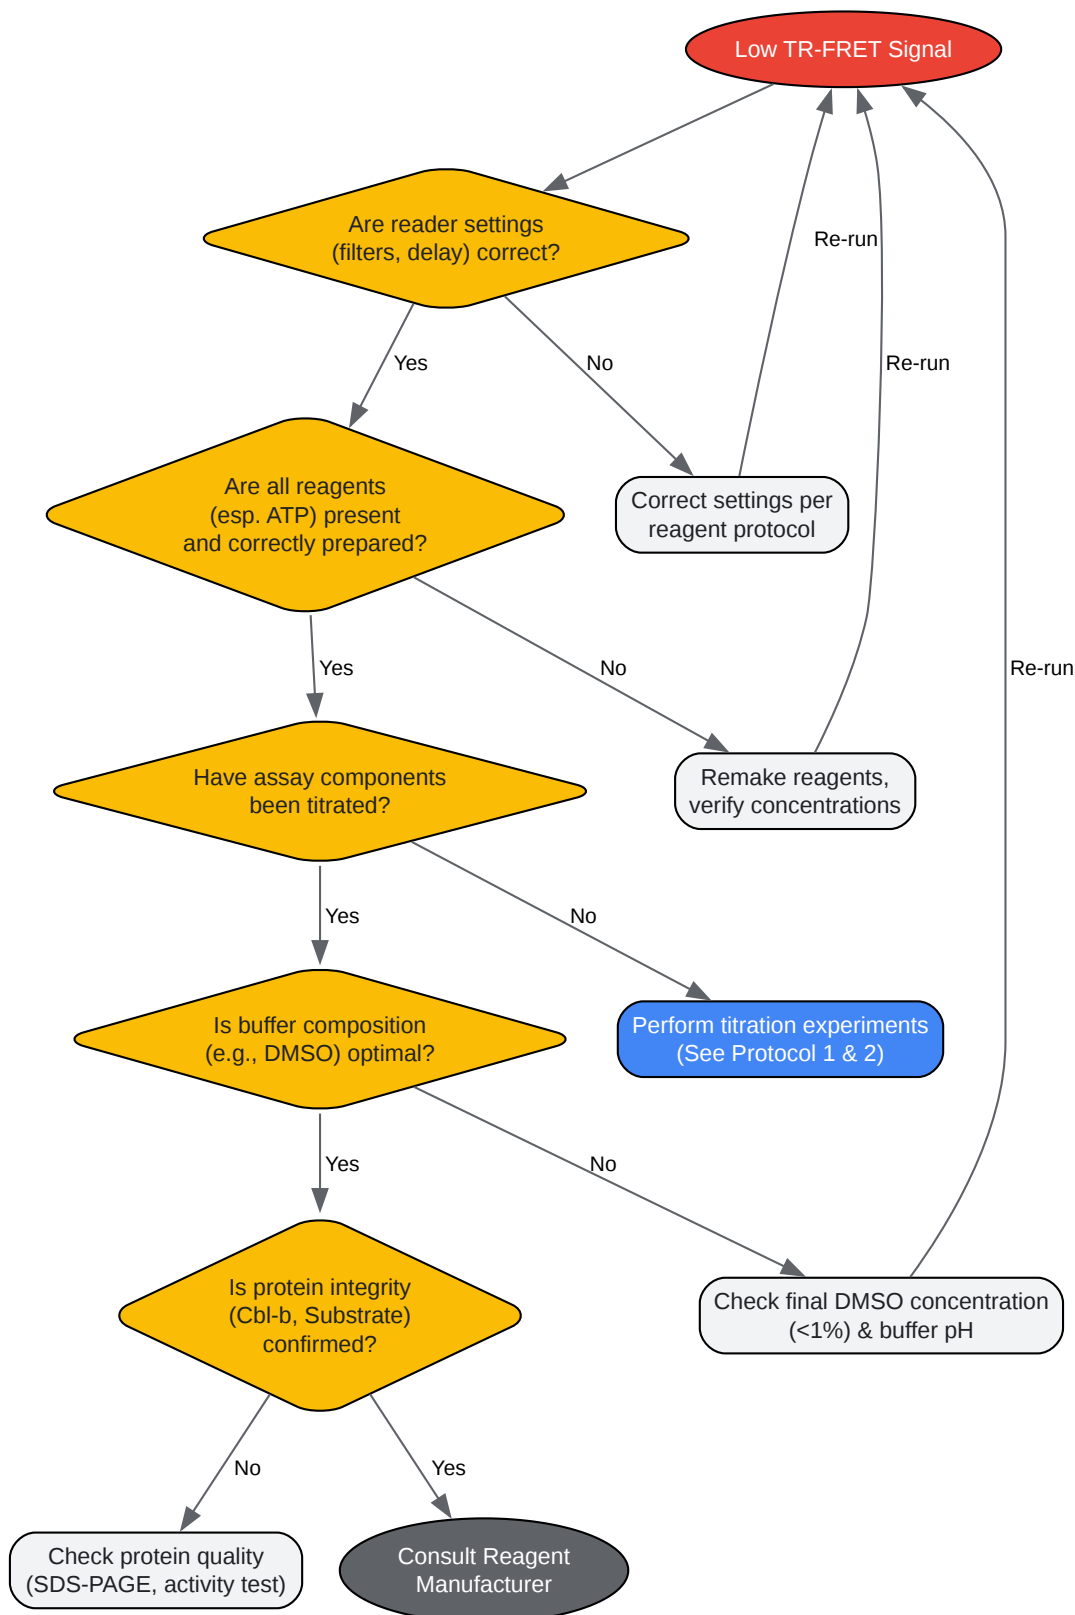 Low TR-FRET Signal
Are reader settings
(filters, delay) correct?
Re-run
Yes
No
Re-run
Are all reagents
(esp. ATP) present
and correctly prepared?
Correct settings per
reagent protocol
Yes
No
Re-run
Have assay components
been titrated?
Remake reagents,
verify concentrations
Yes
No
Is buffer composition
(e.g., DMSO) optimal?
Perform titration experiments
(See Protocol 1 & 2)
Yes
No
Is protein integrity
(Cbl-b, Substrate)
confirmed?
Check final DMSO concentration
(<1%) & buffer pH
No
Yes
Check protein quality
(SDS-PAGE, activity test)
Consult Reagent
Manufacturer